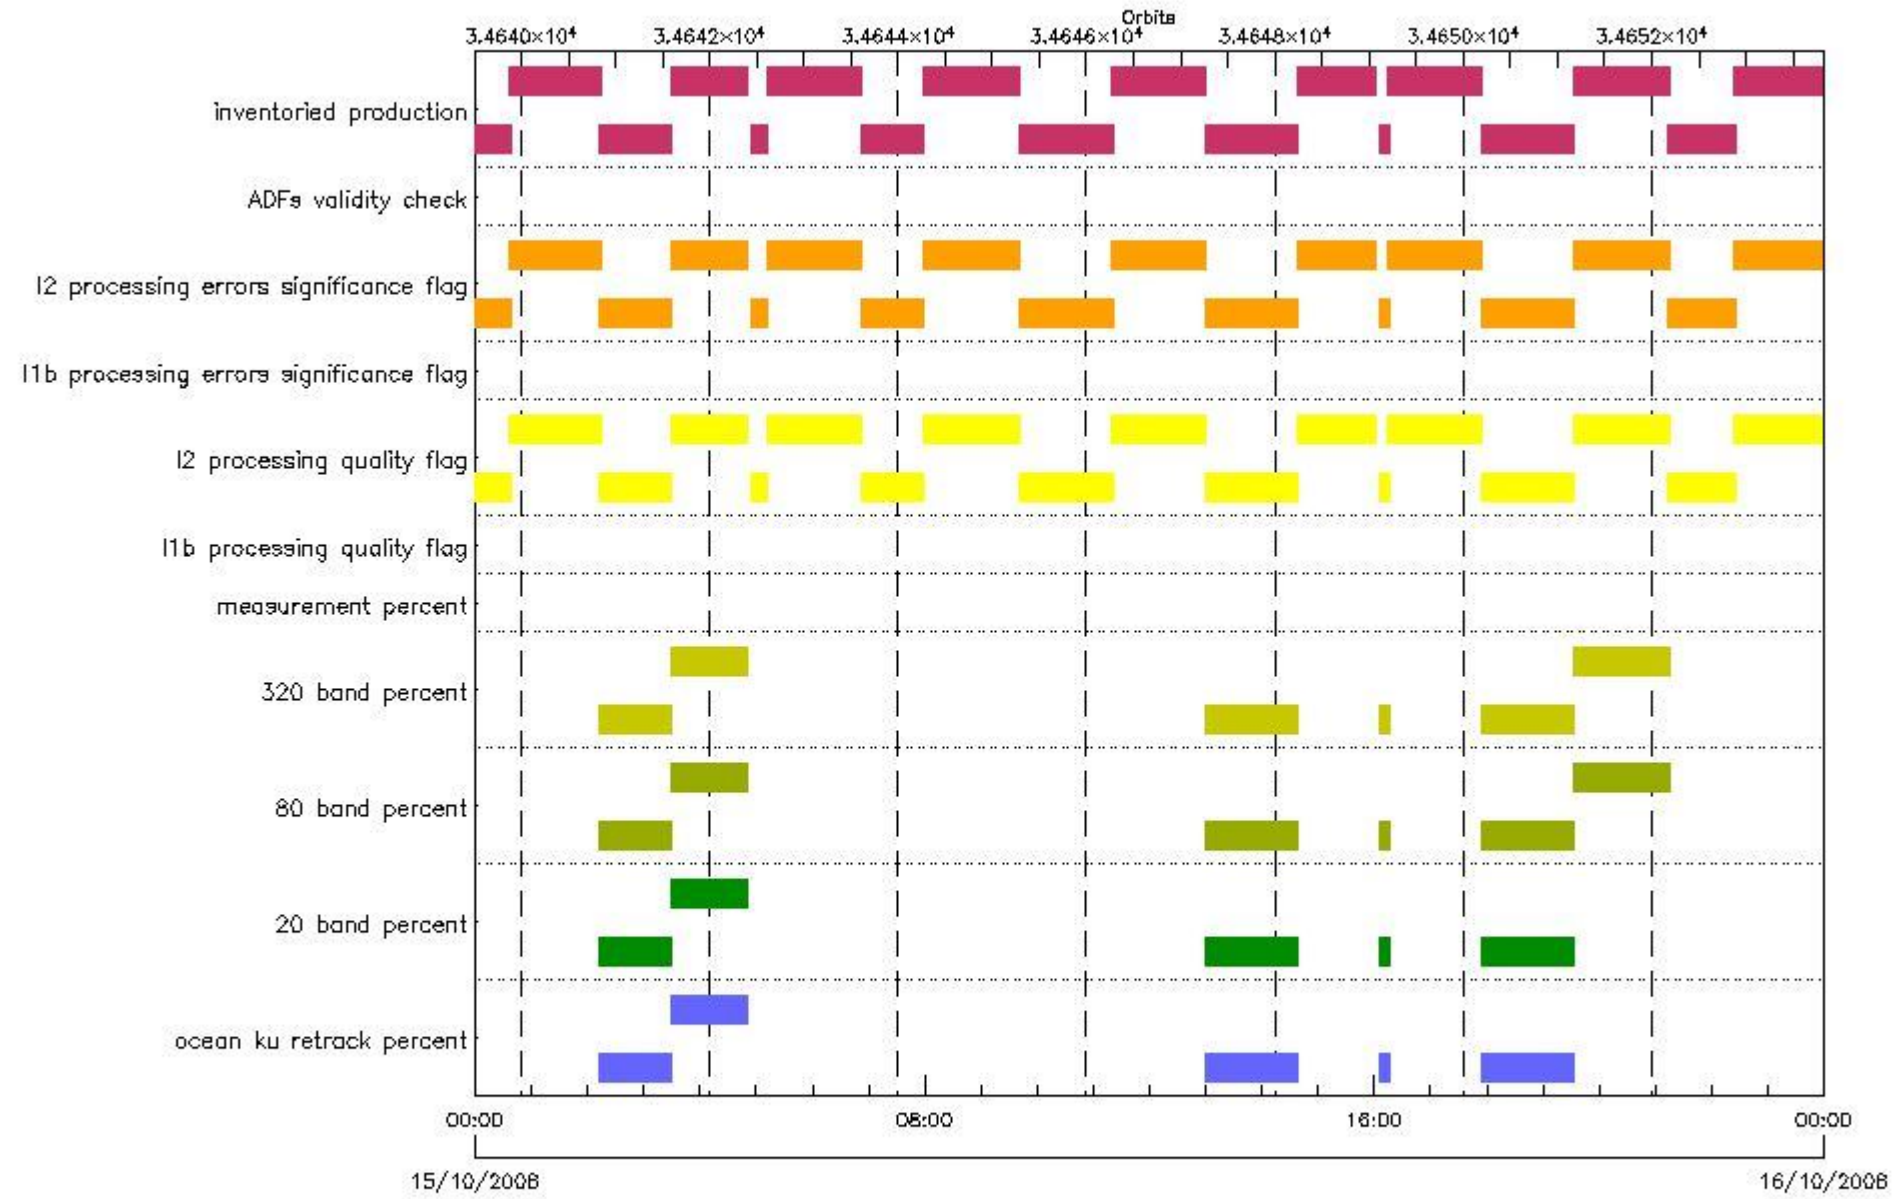 Orbits
3.4640×10⁴ 3.4642×10⁴ 3.4644×10⁴ 3.4646×10⁴ 3.4648×10⁴ 3.4650×10⁴ 3.4652×10⁴
inventoried production
ADFs validity check
l2 processing errors significance flag
l1b processing errors significance flag
l2 processing quality flag
l1b processing quality flag
measurement percent
320 band percent
80 band percent
20 band percent
ocean ku retrack percent
00:00 08:00 16:00 00:00
15/10/2008 16/10/2008